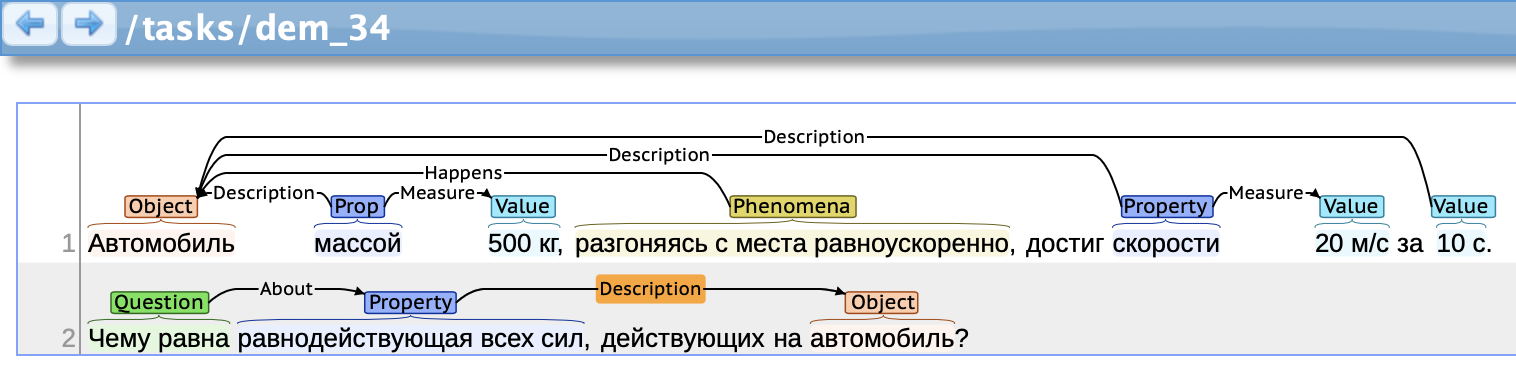 /tasks/dem_34
Description
Description
Happens
Description Measure Measure
Object Prop Value Phenomena Property Value Value
1 Автомобиль массой 500 кг, разгоняясь с места равноускоренно, достиг скорости 20 м/с за 10 с.
About Description
Question Property Object
2 Чему равна равнодействующая всех сил, действующих на автомобиль?